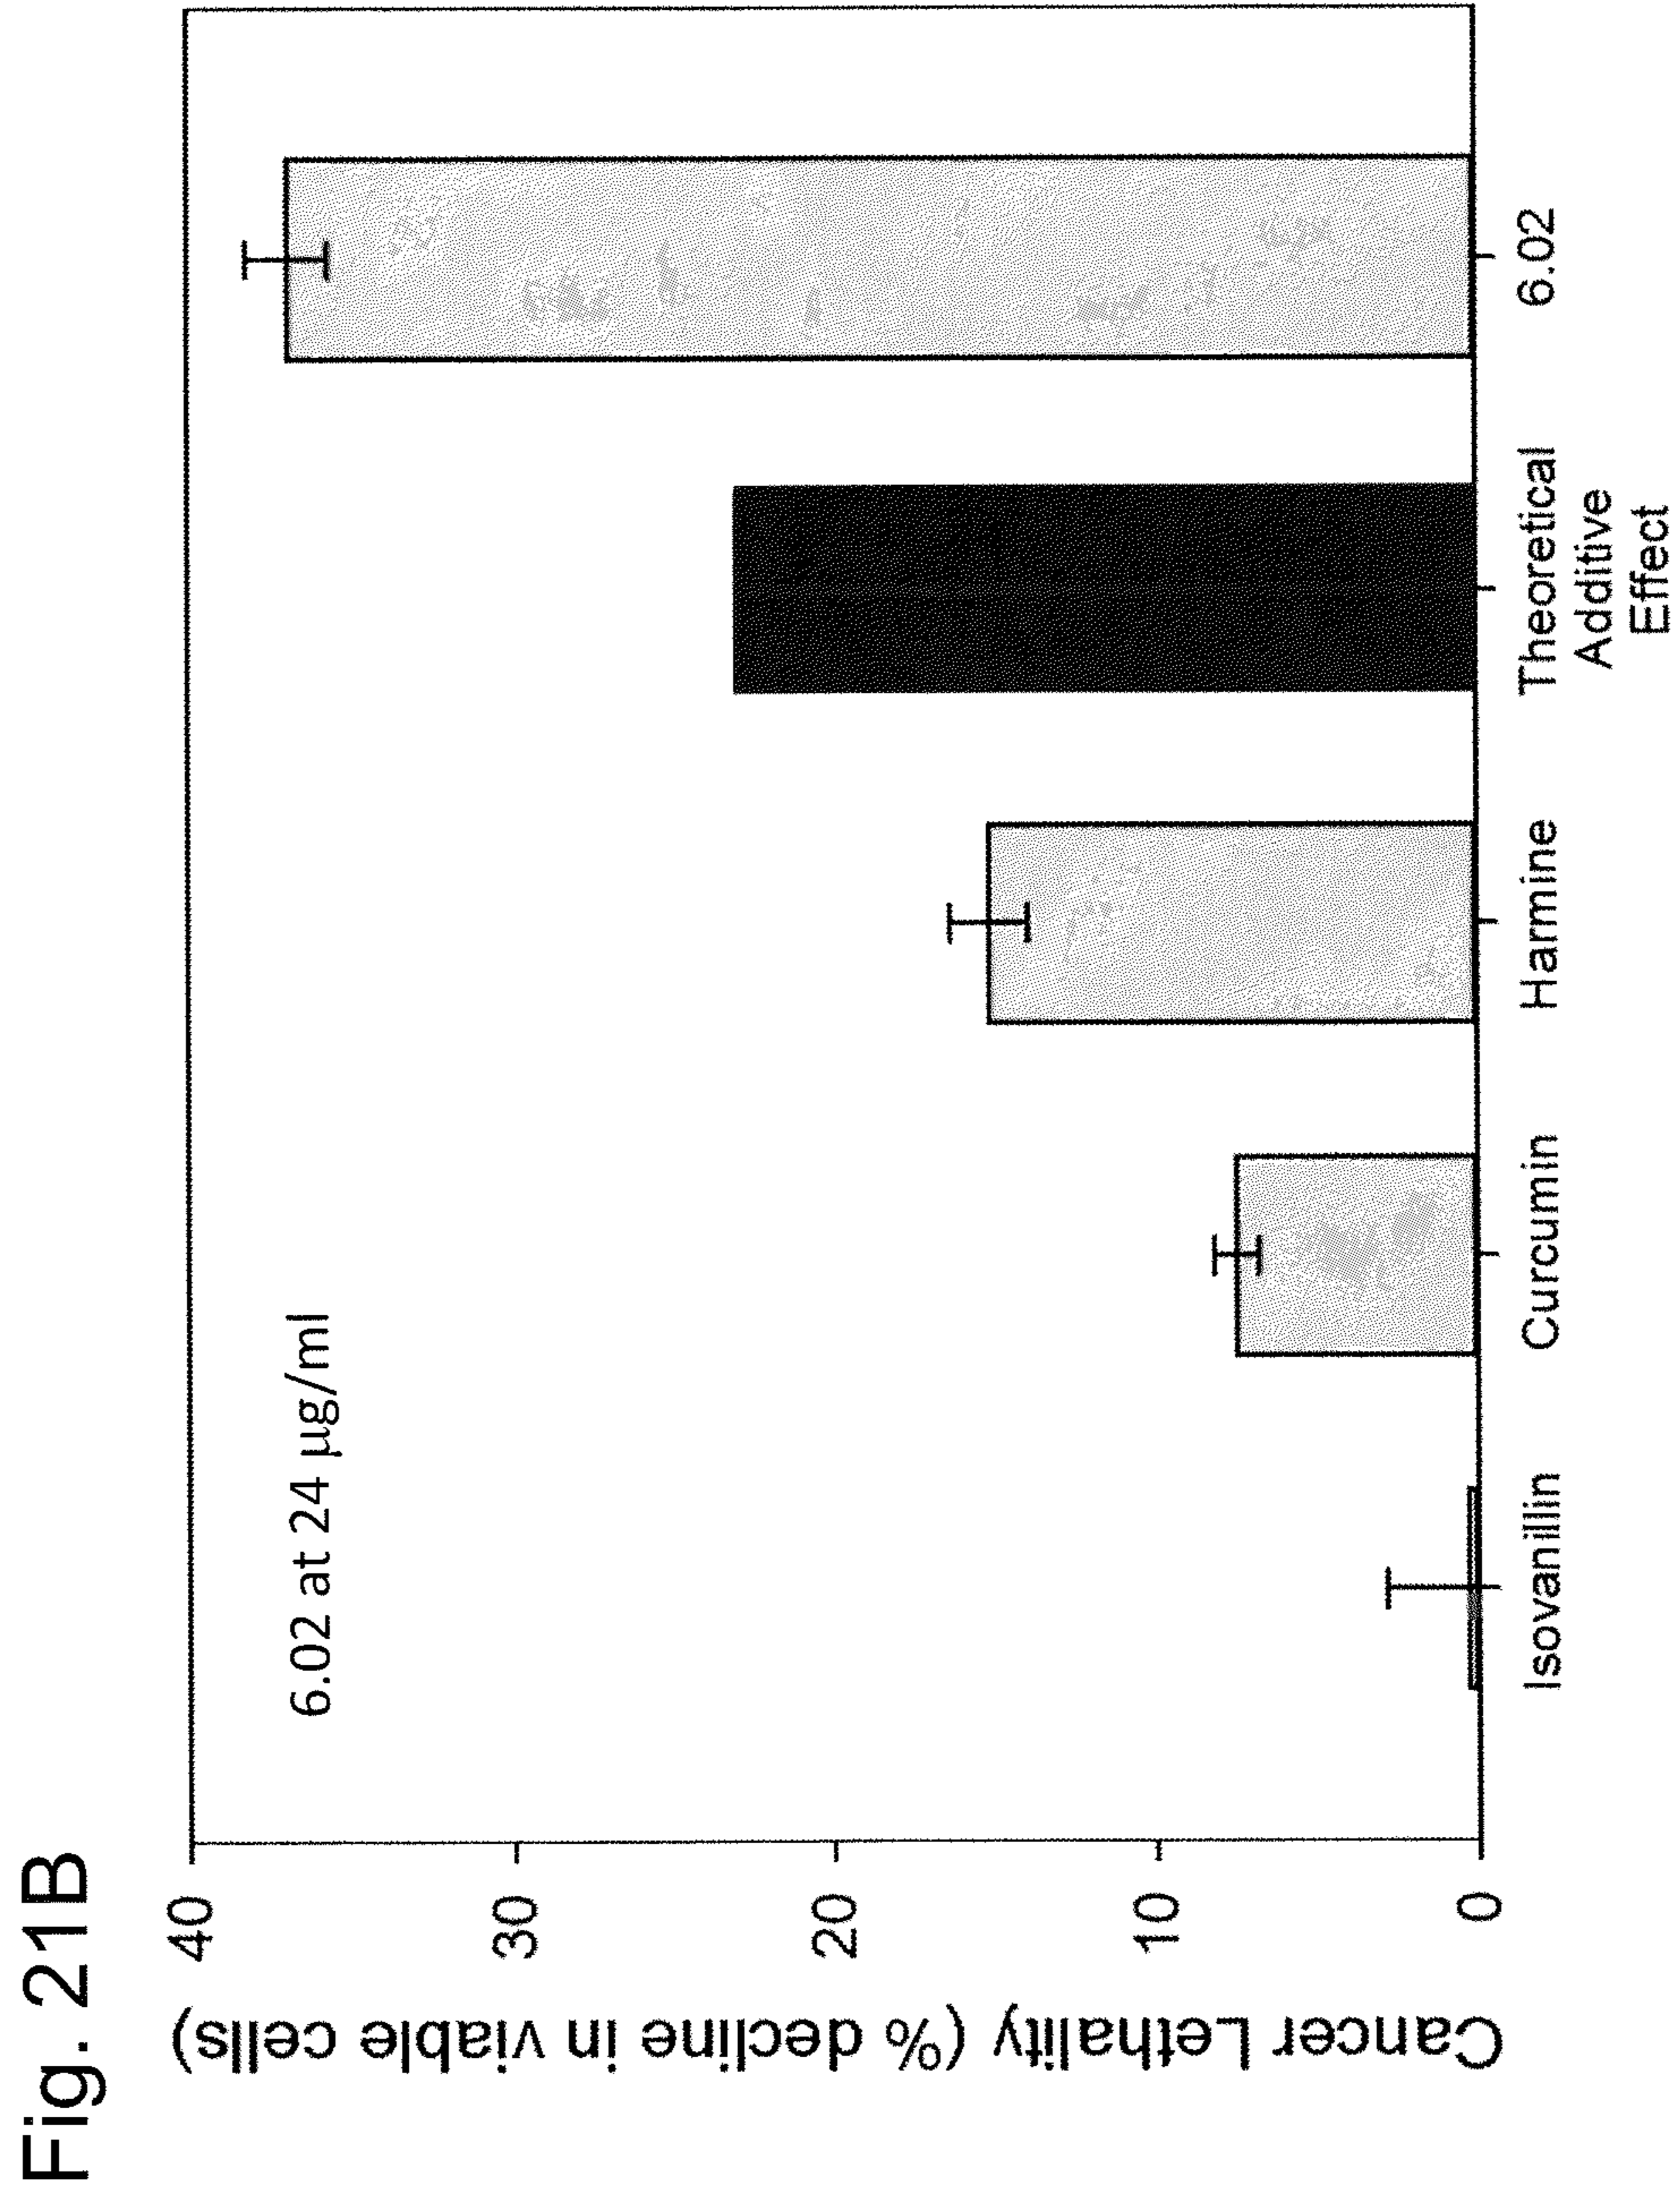 Fig. 21B
Cancer Lethality (% decline in viable cells)
40
30
20
10
0
6.02 at 24 µg/ml
Isovanillin
Curcumin
Harmine
Theoretical
Additive
Effect
6.02